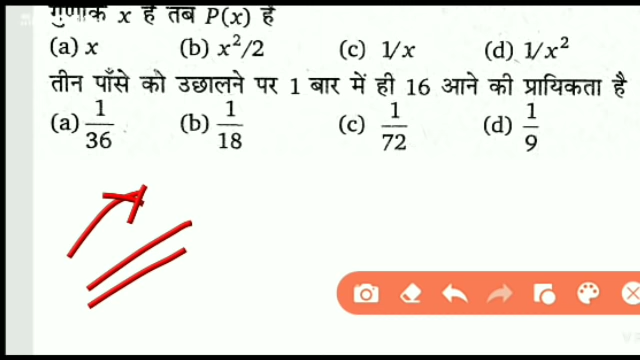 गुणांक x है तब P(x) है
(a) x (b) x²/2 (c) 1/x (d) 1/x²
तीन पाँसे को उछालने पर 1 बार में ही 16 आने की प्रायिकता है
(a) 1/36 (b) 1/18 (c) 1/72 (d) 1/9